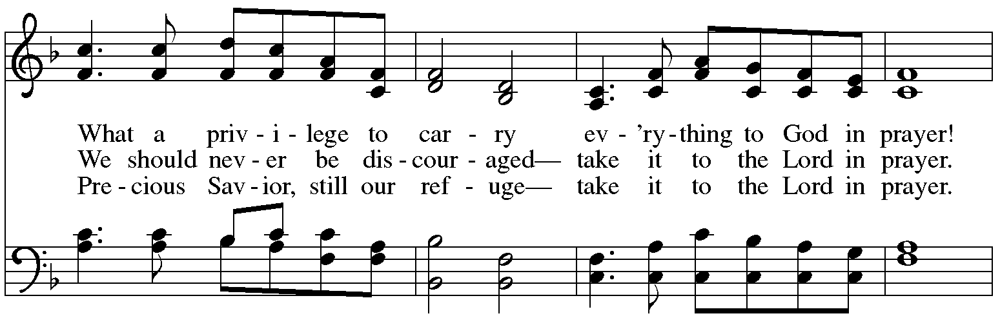 What a priv - i - lege to car - ry ev - ’ry - thing to God in prayer!
We should nev - er be dis - cour - aged— take it to the Lord in prayer.
Pre - cious Sav - ior, still our ref - uge— take it to the Lord in prayer.